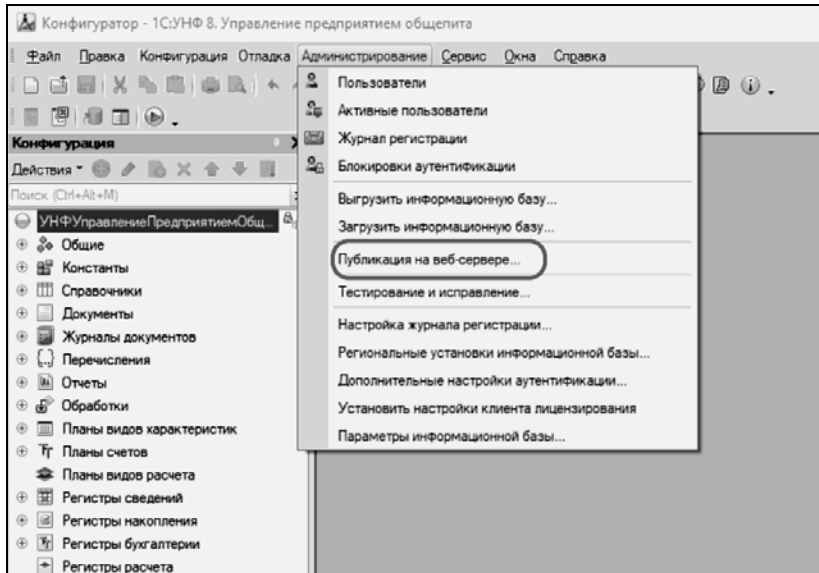 Конфигуратор - 1С:УНФ 8. Управление предприятием общепита
Файл Правка Конфигурация Отладка Администрирование Сервис Окна Справка
Конфигурация
Действия
Поиск (Ctrl+Alt+M)
УНФУправлениеПредприятиемОбщ...
Общие
Константы
Справочники
Документы
Журналы документов
Перечисления
Отчеты
Обработки
Планы видов характеристик
Планы счетов
Планы видов расчета
Регистры сведений
Регистры накопления
Регистры бухгалтерии
Регистры расчета
Пользователи
Активные пользователи
Журнал регистрации
Блокировки аутентификации
Выгрузить информационную базу...
Загрузить информационную базу...
Публикация на веб-сервере...
Тестирование и исправление...
Настройка журнала регистрации...
Региональные установки информационной базы...
Дополнительные настройки аутентификации...
Установить настройки клиента лицензирования
Параметры информационной базы...